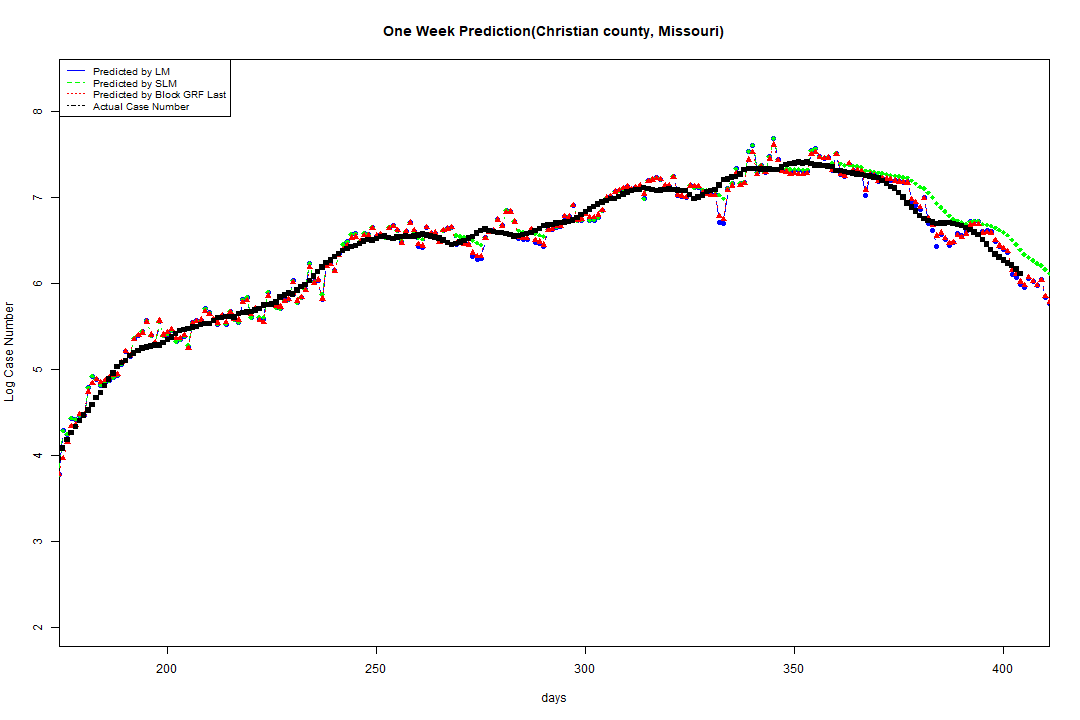 One Week Prediction(Christian county, Missouri)
Predicted by LM
Predicted by SLM
Predicted by Block GRF Last
Actual Case Number
8
7
6
5
4
3
2
Log Case Number
200 250 300 350 400
days